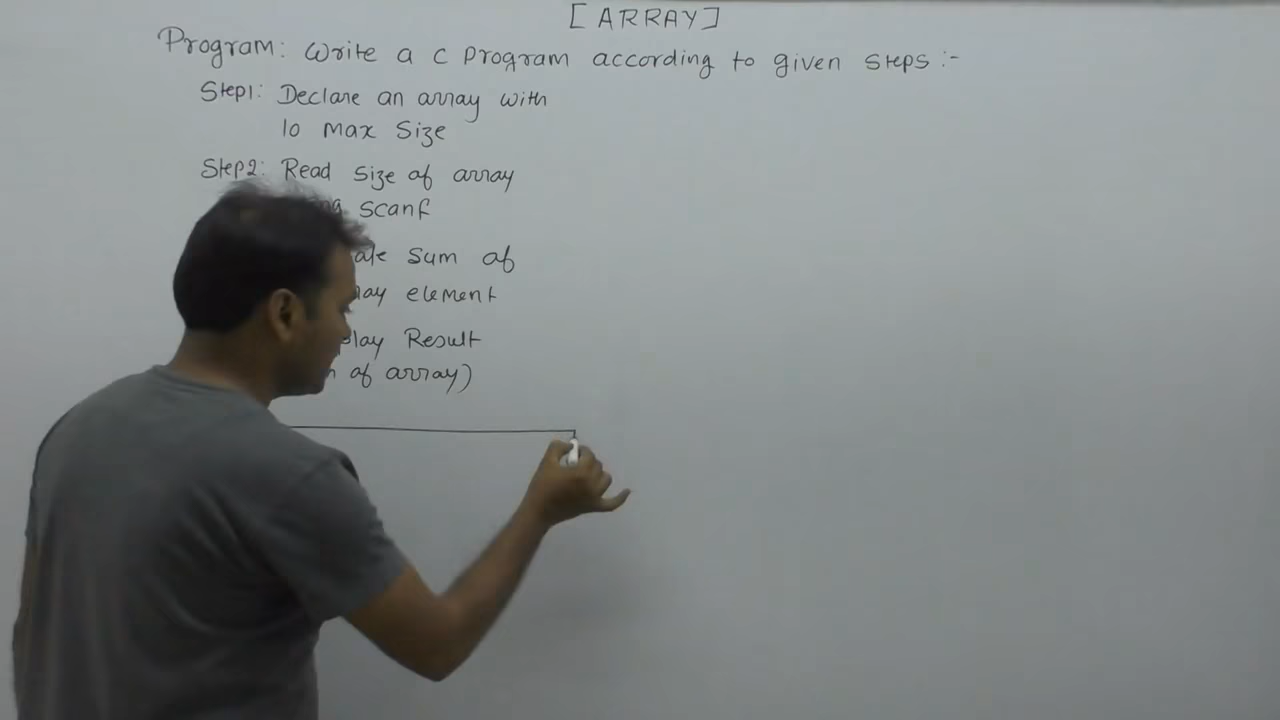 [ARRAY]
Program: Write a C Program according to given steps :-
Step1: Declare an array with
10 Max Size
Step2: Read Size of array
scanf
sum of
element
Result
of array)